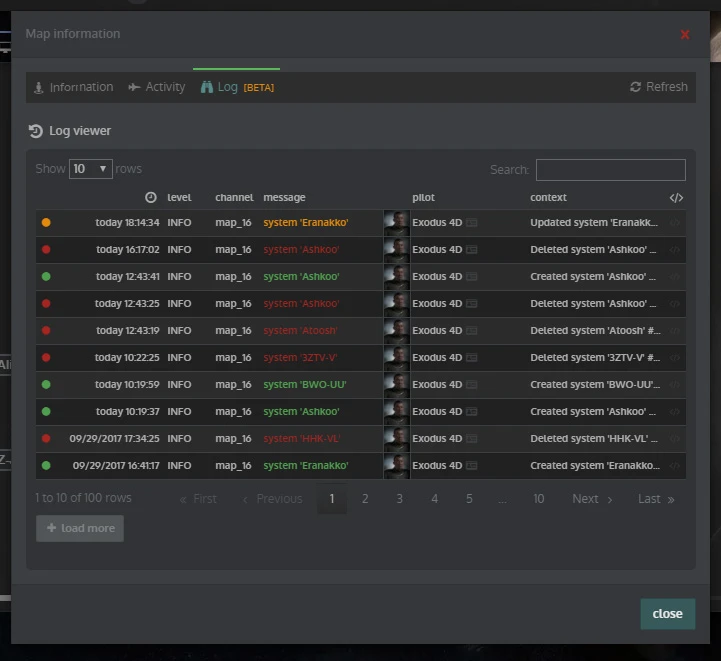 Map information
Information Activity Log [BETA] Refresh
Log viewer
Show 10 rows Search:
level channel message pilot context
today 18:14:34 INFO map_16 system 'Eranakko' Exodus 4D Updated system 'Eranakk...
today 16:17:02 INFO map_16 system 'Ashkoo' Exodus 4D Deleted system 'Ashkoo' ...
today 12:43:41 INFO map_16 system 'Ashkoo' Exodus 4D Created system 'Ashkoo' ...
today 12:43:25 INFO map_16 system 'Ashkoo' Exodus 4D Deleted system 'Ashkoo' ...
today 12:43:19 INFO map_16 system 'Atoosh' Exodus 4D Deleted system 'Atoosh' #...
today 10:22:25 INFO map_16 system '3ZTV-V' Exodus 4D Deleted system '3ZTV-V' #...
today 10:19:59 INFO map_16 system 'BWO-UU' Exodus 4D Created system 'BWO-UU'...
today 10:19:37 INFO map_16 system 'Ashkoo' Exodus 4D Created system 'Ashkoo' ...
09/29/2017 17:34:25 INFO map_16 system 'HHK-VL' Exodus 4D Deleted system 'HHK-VL' ...
09/29/2017 16:41:17 INFO map_16 system 'Eranakko' Exodus 4D Created system 'Eranakko...
1 to 10 of 100 rows « First ‹ Previous 1 2 3 4 5 ... 10 Next › Last »
+ load more
close